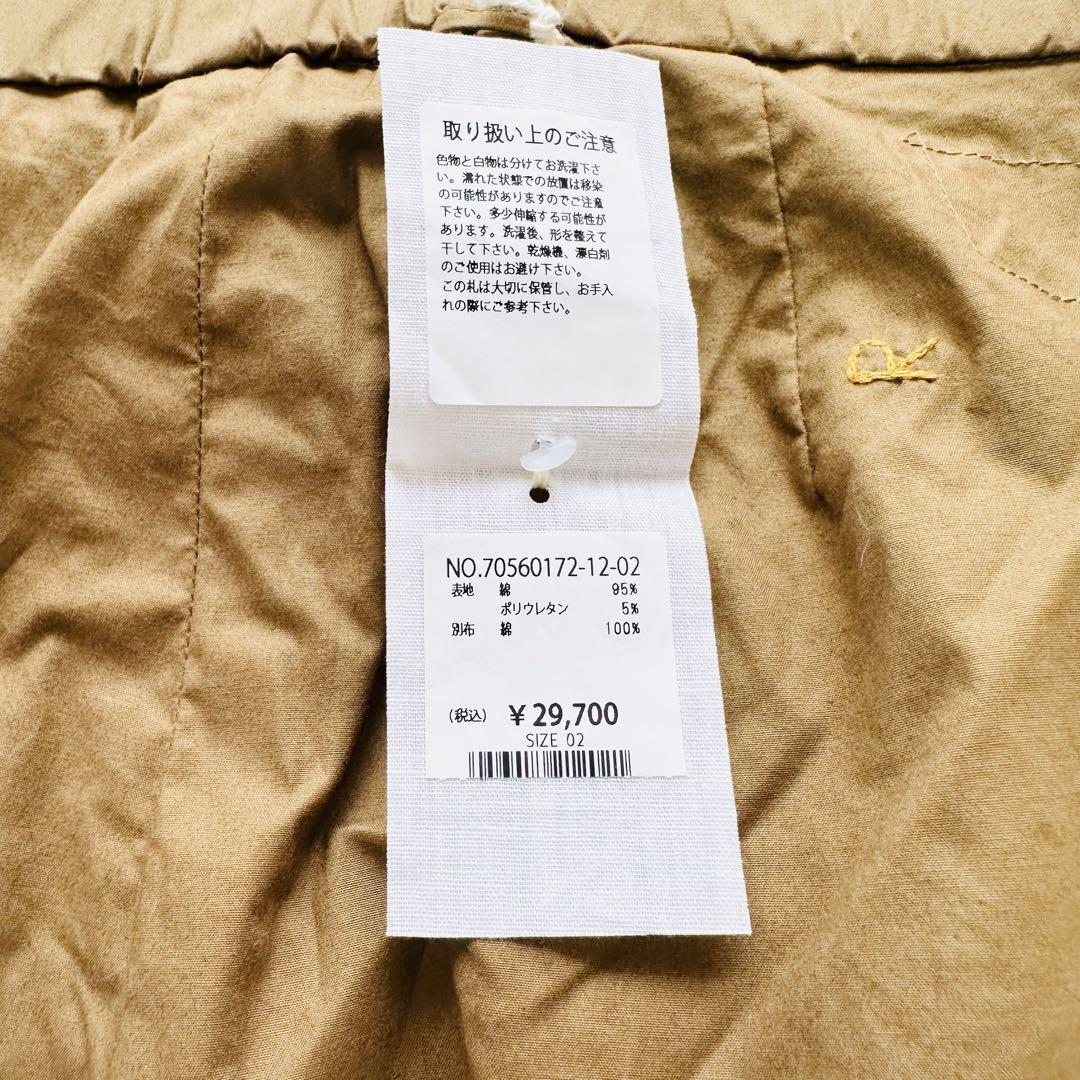 取り扱い上のご注意
色物と白物は分けてお洗濯下さ
い。濡れた状態での放置は移染
の可能性がありますのでご注意
下さい。多少伸縮する可能性が
あります。洗濯後、形を整えて
干して下さい。乾燥機、漂白剤
のご使用はお避け下さい。
この札は大切に保管し、お手入
れの際にご参考下さい。
R
NO.70560172-12-02
表地 綿 95%
ポリウレタン 5%
別布 綿 100%
(税込) ¥29,700
SIZE 02